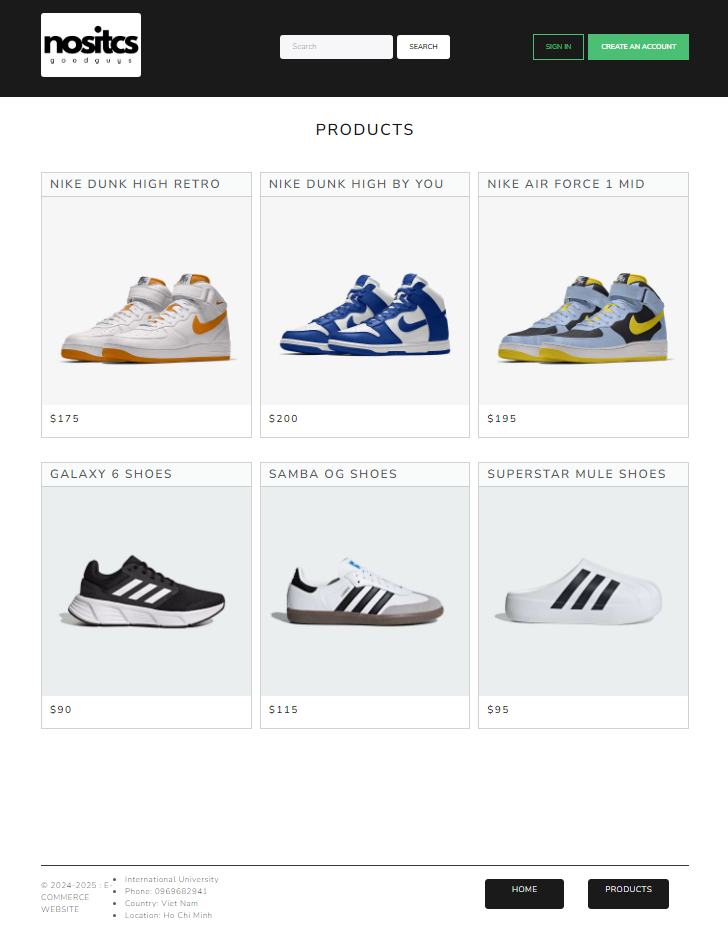 nositcs
goodguys
Search
SEARCH
SIGN IN
CREATE AN ACCOUNT
PRODUCTS
NIKE DUNK HIGH RETRO
NIKE DUNK HIGH BY YOU
NIKE AIR FORCE 1 MID
$175
$200
$195
GALAXY 6 SHOES
SAMBA OG SHOES
SUPERSTAR MULE SHOES
$90
$115
$95
© 2024-2025 : E-
COMMERCE
WEBSITE
International University
Phone: 0969682941
Country: Viet Nam
Location: Ho Chi Minh
HOME
PRODUCTS